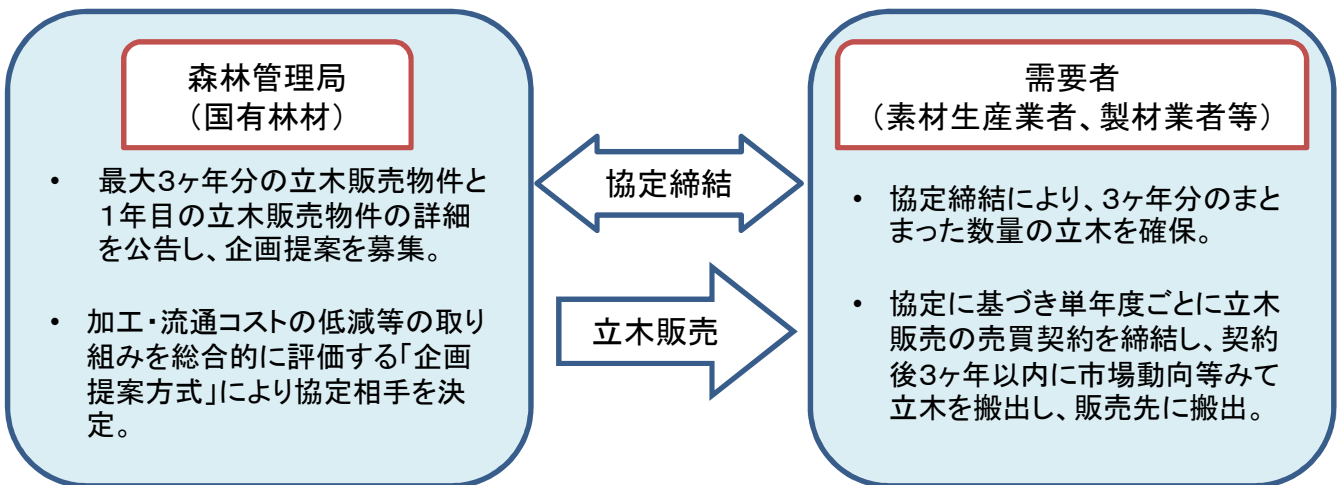 森林管理局
（国有林材）
• 最大３ヶ年分の立木販売物件と
１年目の立木販売物件の詳細
を公告し、企画提案を募集。
• 加工・流通コストの低減等の取り
組みを総合的に評価する「企画
提案方式」により協定相手を決
定。
協定締結
立木販売
需要者
（素材生産業者、製材業者等）
• 協定締結により、３ヶ年分のまと
まった数量の立木を確保。
• 協定に基づき単年度ごとに立木
販売の売買契約を締結し、契約
後３ヶ年以内に市場動向等みて
立木を搬出し、販売先に搬出。